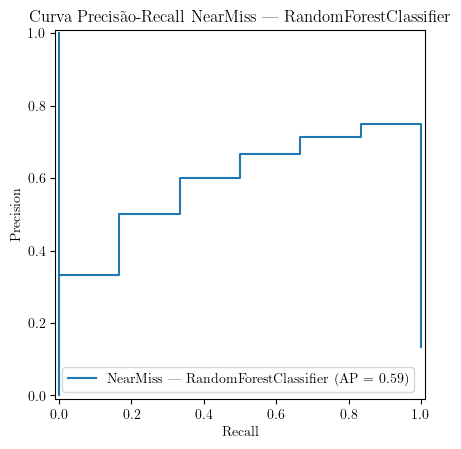 Curva Precisão-Recall NearMiss — RandomForestClassifier
1.0
0.8
0.6
0.4
0.2
0.0
Precision
NearMiss — RandomForestClassifier (AP = 0.59)
0.0 0.2 0.4 0.6 0.8 1.0
Recall